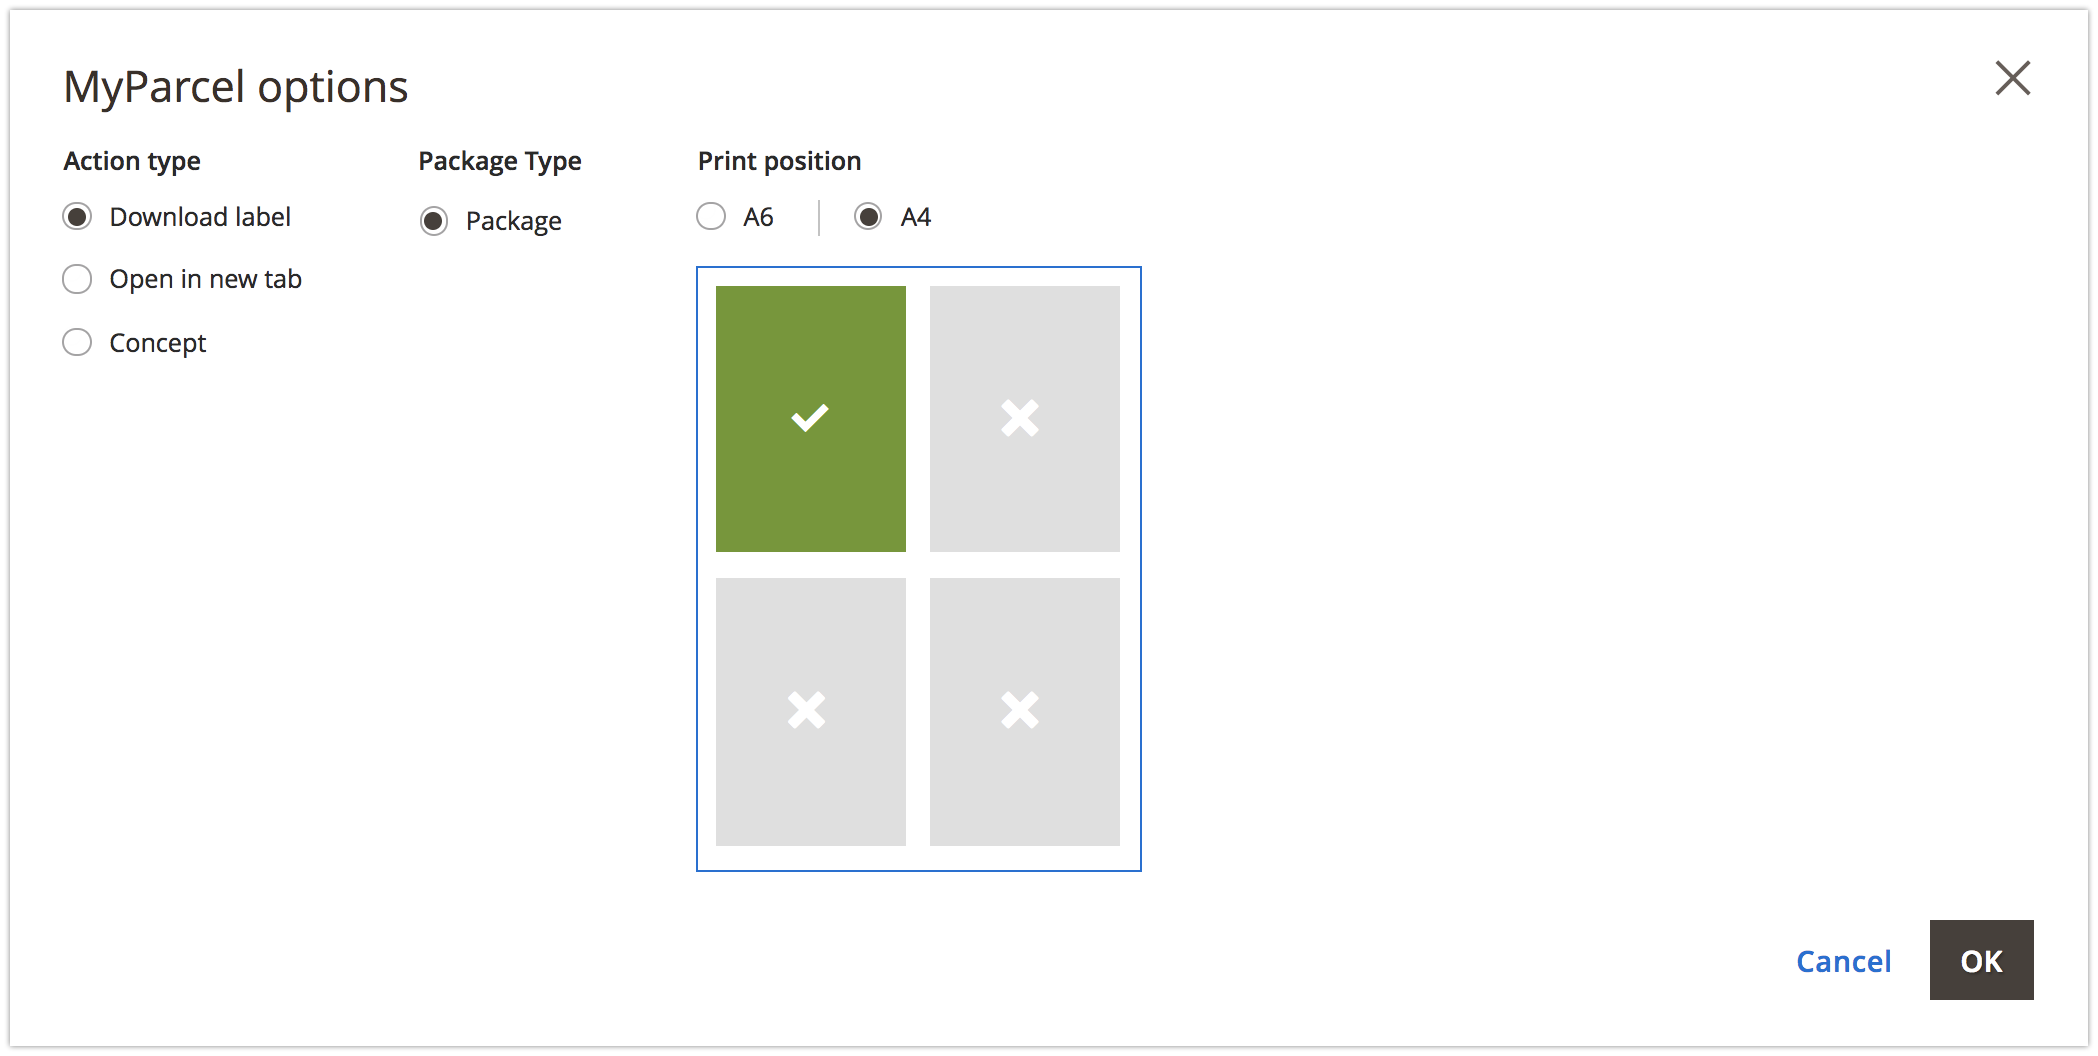 MyParcel options
Action type
Download label
Open in new tab
Concept
Package Type
Package
Print position
A6
A4
Cancel
OK